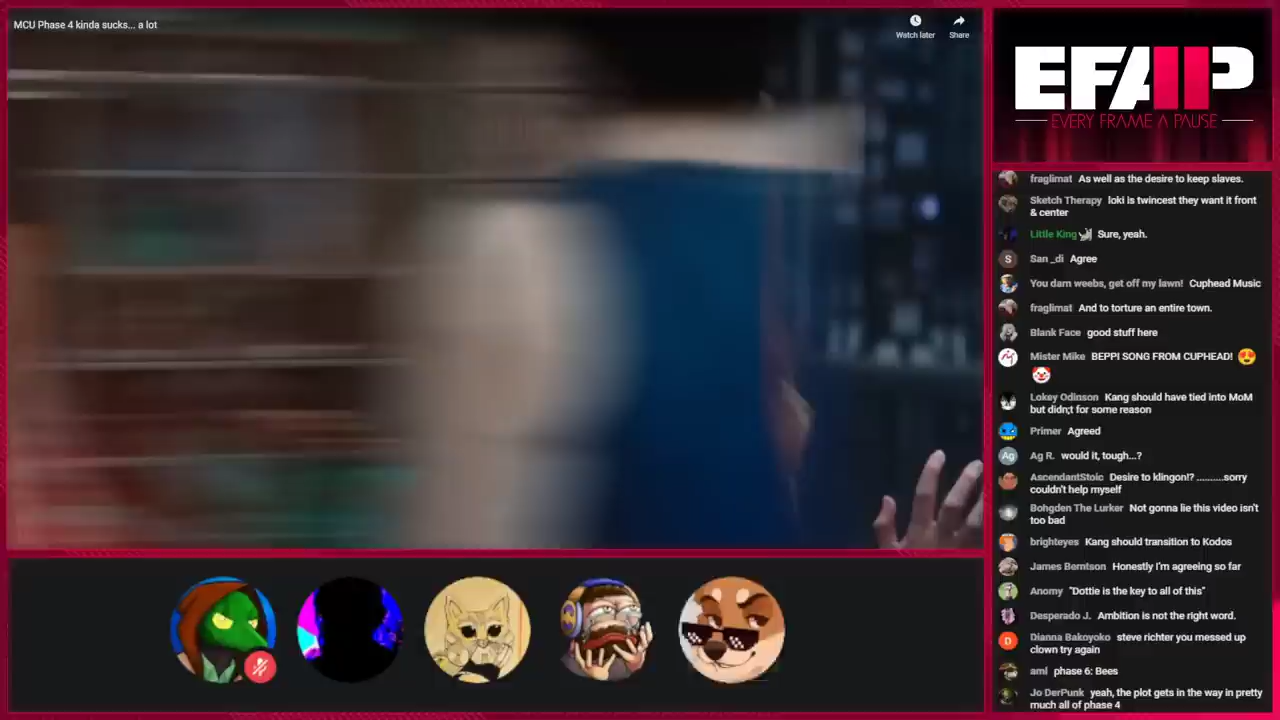 MCU Phase 4 kinda sucks... a lot
Watch later
Share
EFAP
EVERY FRAME A PAUSE
fraglimat As well as the desire to keep slaves.
Sketch Therapy loki is twincest they want it front
& center
Little King Sure, yeah.
S
San _di Agree
You dam weebs, get off my lawn! Cuphead Music
fraglimat And to torture an entire town.
Blank Face good stuff here
Mister Mike BEPPI SONG FROM CUPHEAD! 😍
🤡
Lokey Odinson Kang should have tied into MoM
but didn;t for some reason
Primer Agreed
Ag
Ag R. would it, tough...?
AscendantStoic Desire to klingon!? ..........sorry
couldn't help myself
Bohgden The Lurker Not gonna lie this video isn't
too bad
brighteyes Kang should transition to Kodos
James Berntson Honestly I'm agreeing so far
Anomy "Dottie is the key to all of this"
Desperado J. Ambition is not the right word.
D
Dianna Bakoyoko steve richter you messed up
clown try again
aml phase 6: Bees
Jo DerPunk yeah, the plot gets in the way in pretty
much all of phase 4